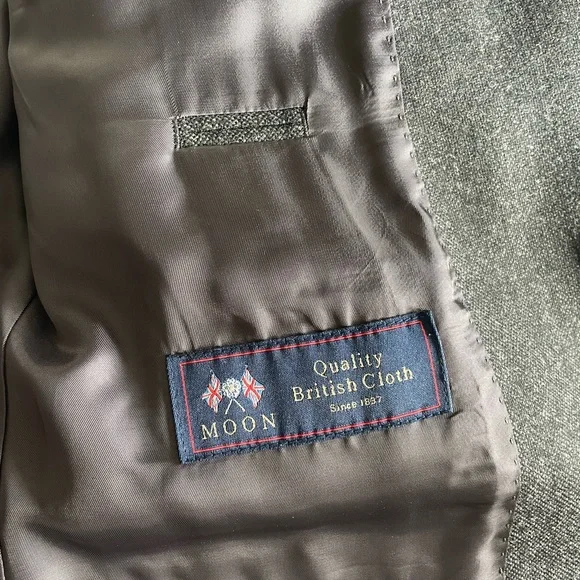 MOON
Quality
British Cloth
Since 1837